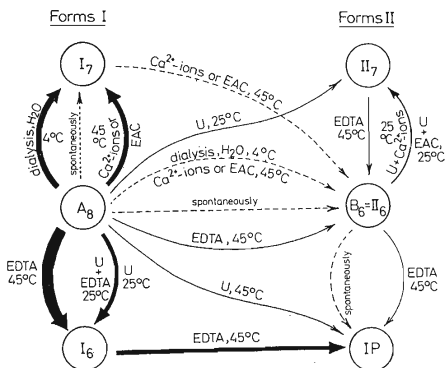 Forms I
Forms II
I7
II7
Ca²⁺-ions or EAC, 45°C
dialysis, H2O
4°C
spontaneously
45
°C
Ca²⁺-ions or
EAC
U, 25°C
EDTA
45°C
25
°C
U+Ca²⁺-ions
U
+
EAC,
25°C
dialysis, H2O, 4°C
Ca²⁺-ions or EAC, 45°C
spontaneously
A8
B6=II6
EDTA, 45°C
EDTA
45°C
U
+
EDTA
25°C
U
25°C
U, 45°C
spontaneously
EDTA
45°C
I6
EDTA, 45°C
IP